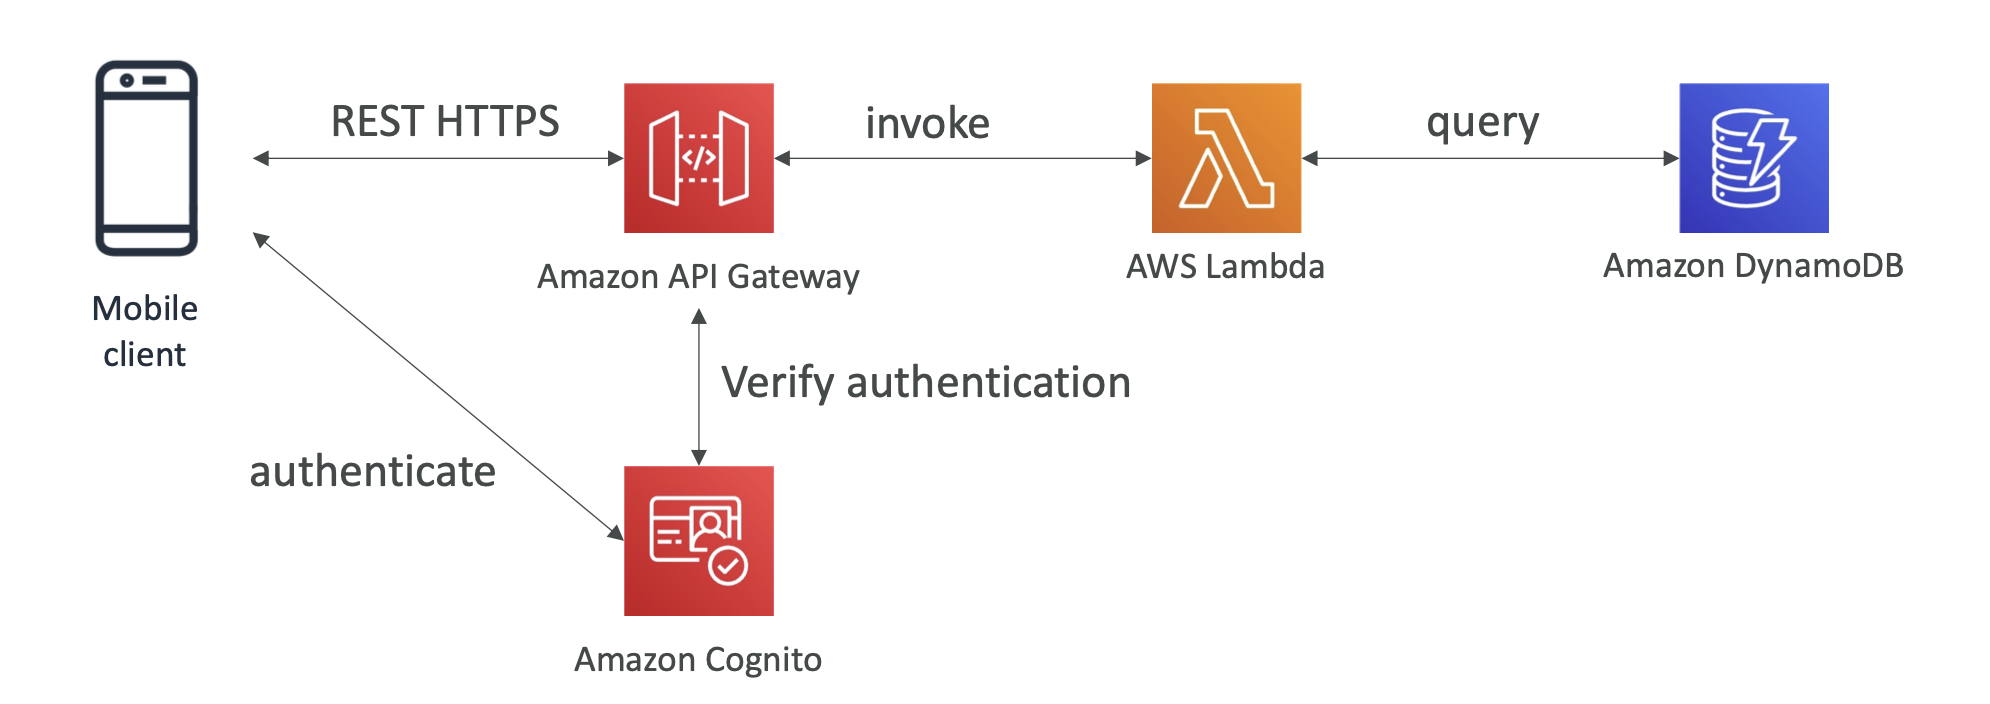 REST HTTPS
invoke
query
Amazon API Gateway
AWS Lambda
Amazon DynamoDB
Mobile
client
Verify authentication
authenticate
Amazon Cognito